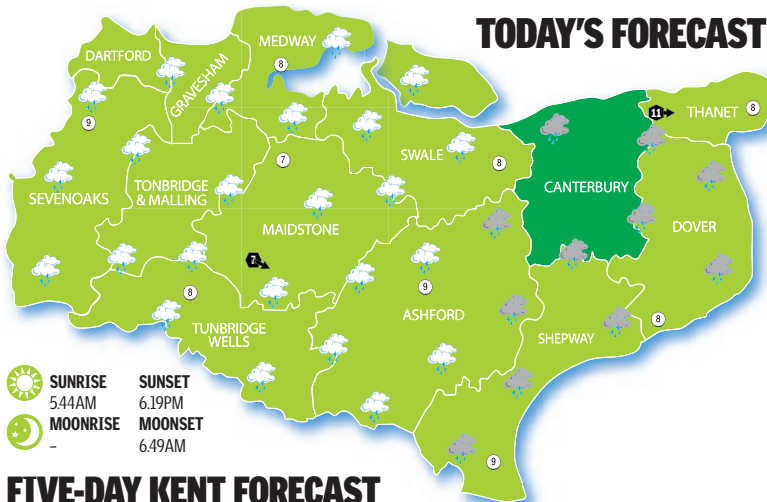 TODAY'S FORECAST
MEDWAY
DARTFORD
8
GRAVESHAM
11
THANET
8
9
7
SWALE
8
SEVENOAKS
TONBRIDGE
& MALLING
CANTERBURY
MAIDSTONE
DOVER
7
8
9
ASHFORD
TUNBRIDGE
WELLS
SHEPWAY
8
SUNRISE SUNSET
5.44AM 6.19PM
MOONRISE MOONSET
– 6.49AM
9
FIVE-DAY KENT FORECAST